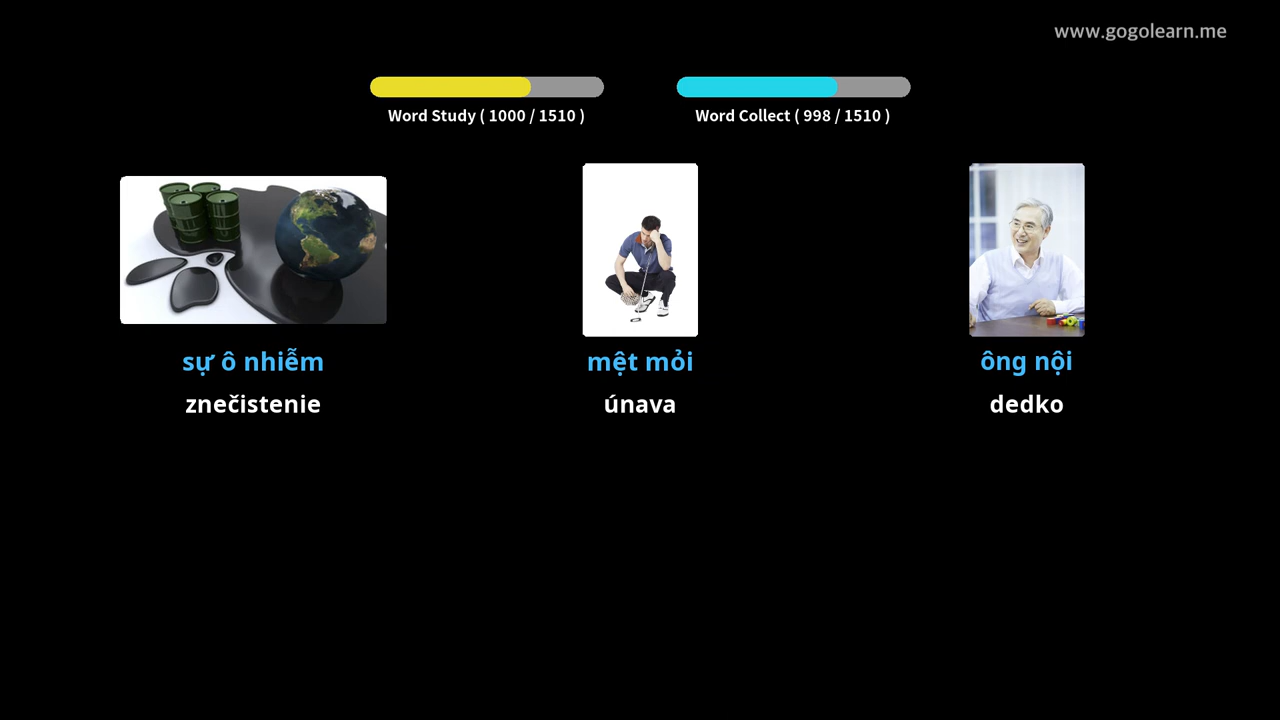 www.gogolearn.me
Word Study ( 1000 / 1510 )
Word Collect ( 998 / 1510 )
sự ô nhiễm
mệt mỏi
ông nội
znečistenie
únava
dedko